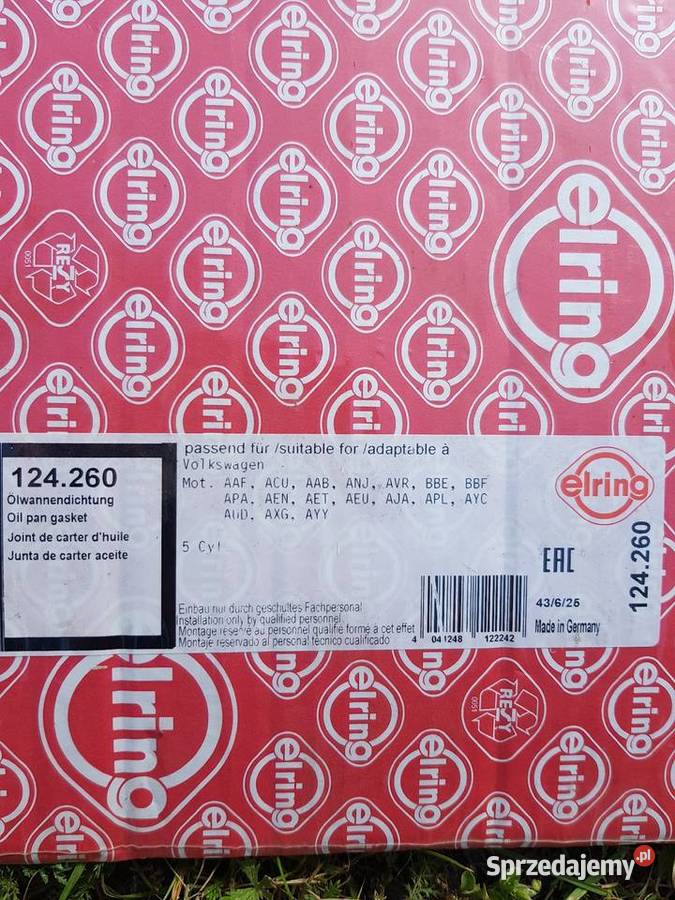 elring
REZY
0551
124.260
Ölwannendichtung
Oil pan gasket
Joint de carter d'huile
Junta de carter aceite
passend für /suitable for /adaptable à
Volkswagen
Mot. AAF, ACU, AAB, ANJ, AVR, BBE, BBF
APA, AEN, AET, AEU, AJA, APL, AYC
AUD, AXG, AYY
5 Cyl
Einbau nur durch geschultes Fachpersonal
Installation only by qualified personnel
Montage réservé au personnel qualifié formé à cet effet
Montaje reservado al personal técnico cualificado
4 041248 122242
elring
EAC
43/6/25
Made in Germany
124.260
elring
REZY
0551
Sprzedajemy.pl